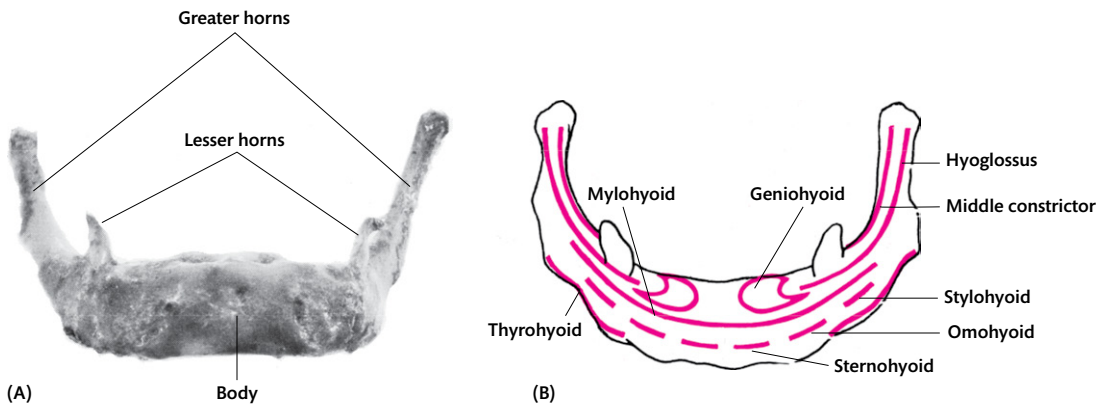 Greater horns
Lesser horns
Body
(A)
Mylohyoid
Geniohyoid
Hyoglossus
Middle constrictor
Stylohyoid
Thyrohyoid
Omohyoid
Sternohyoid
(B)